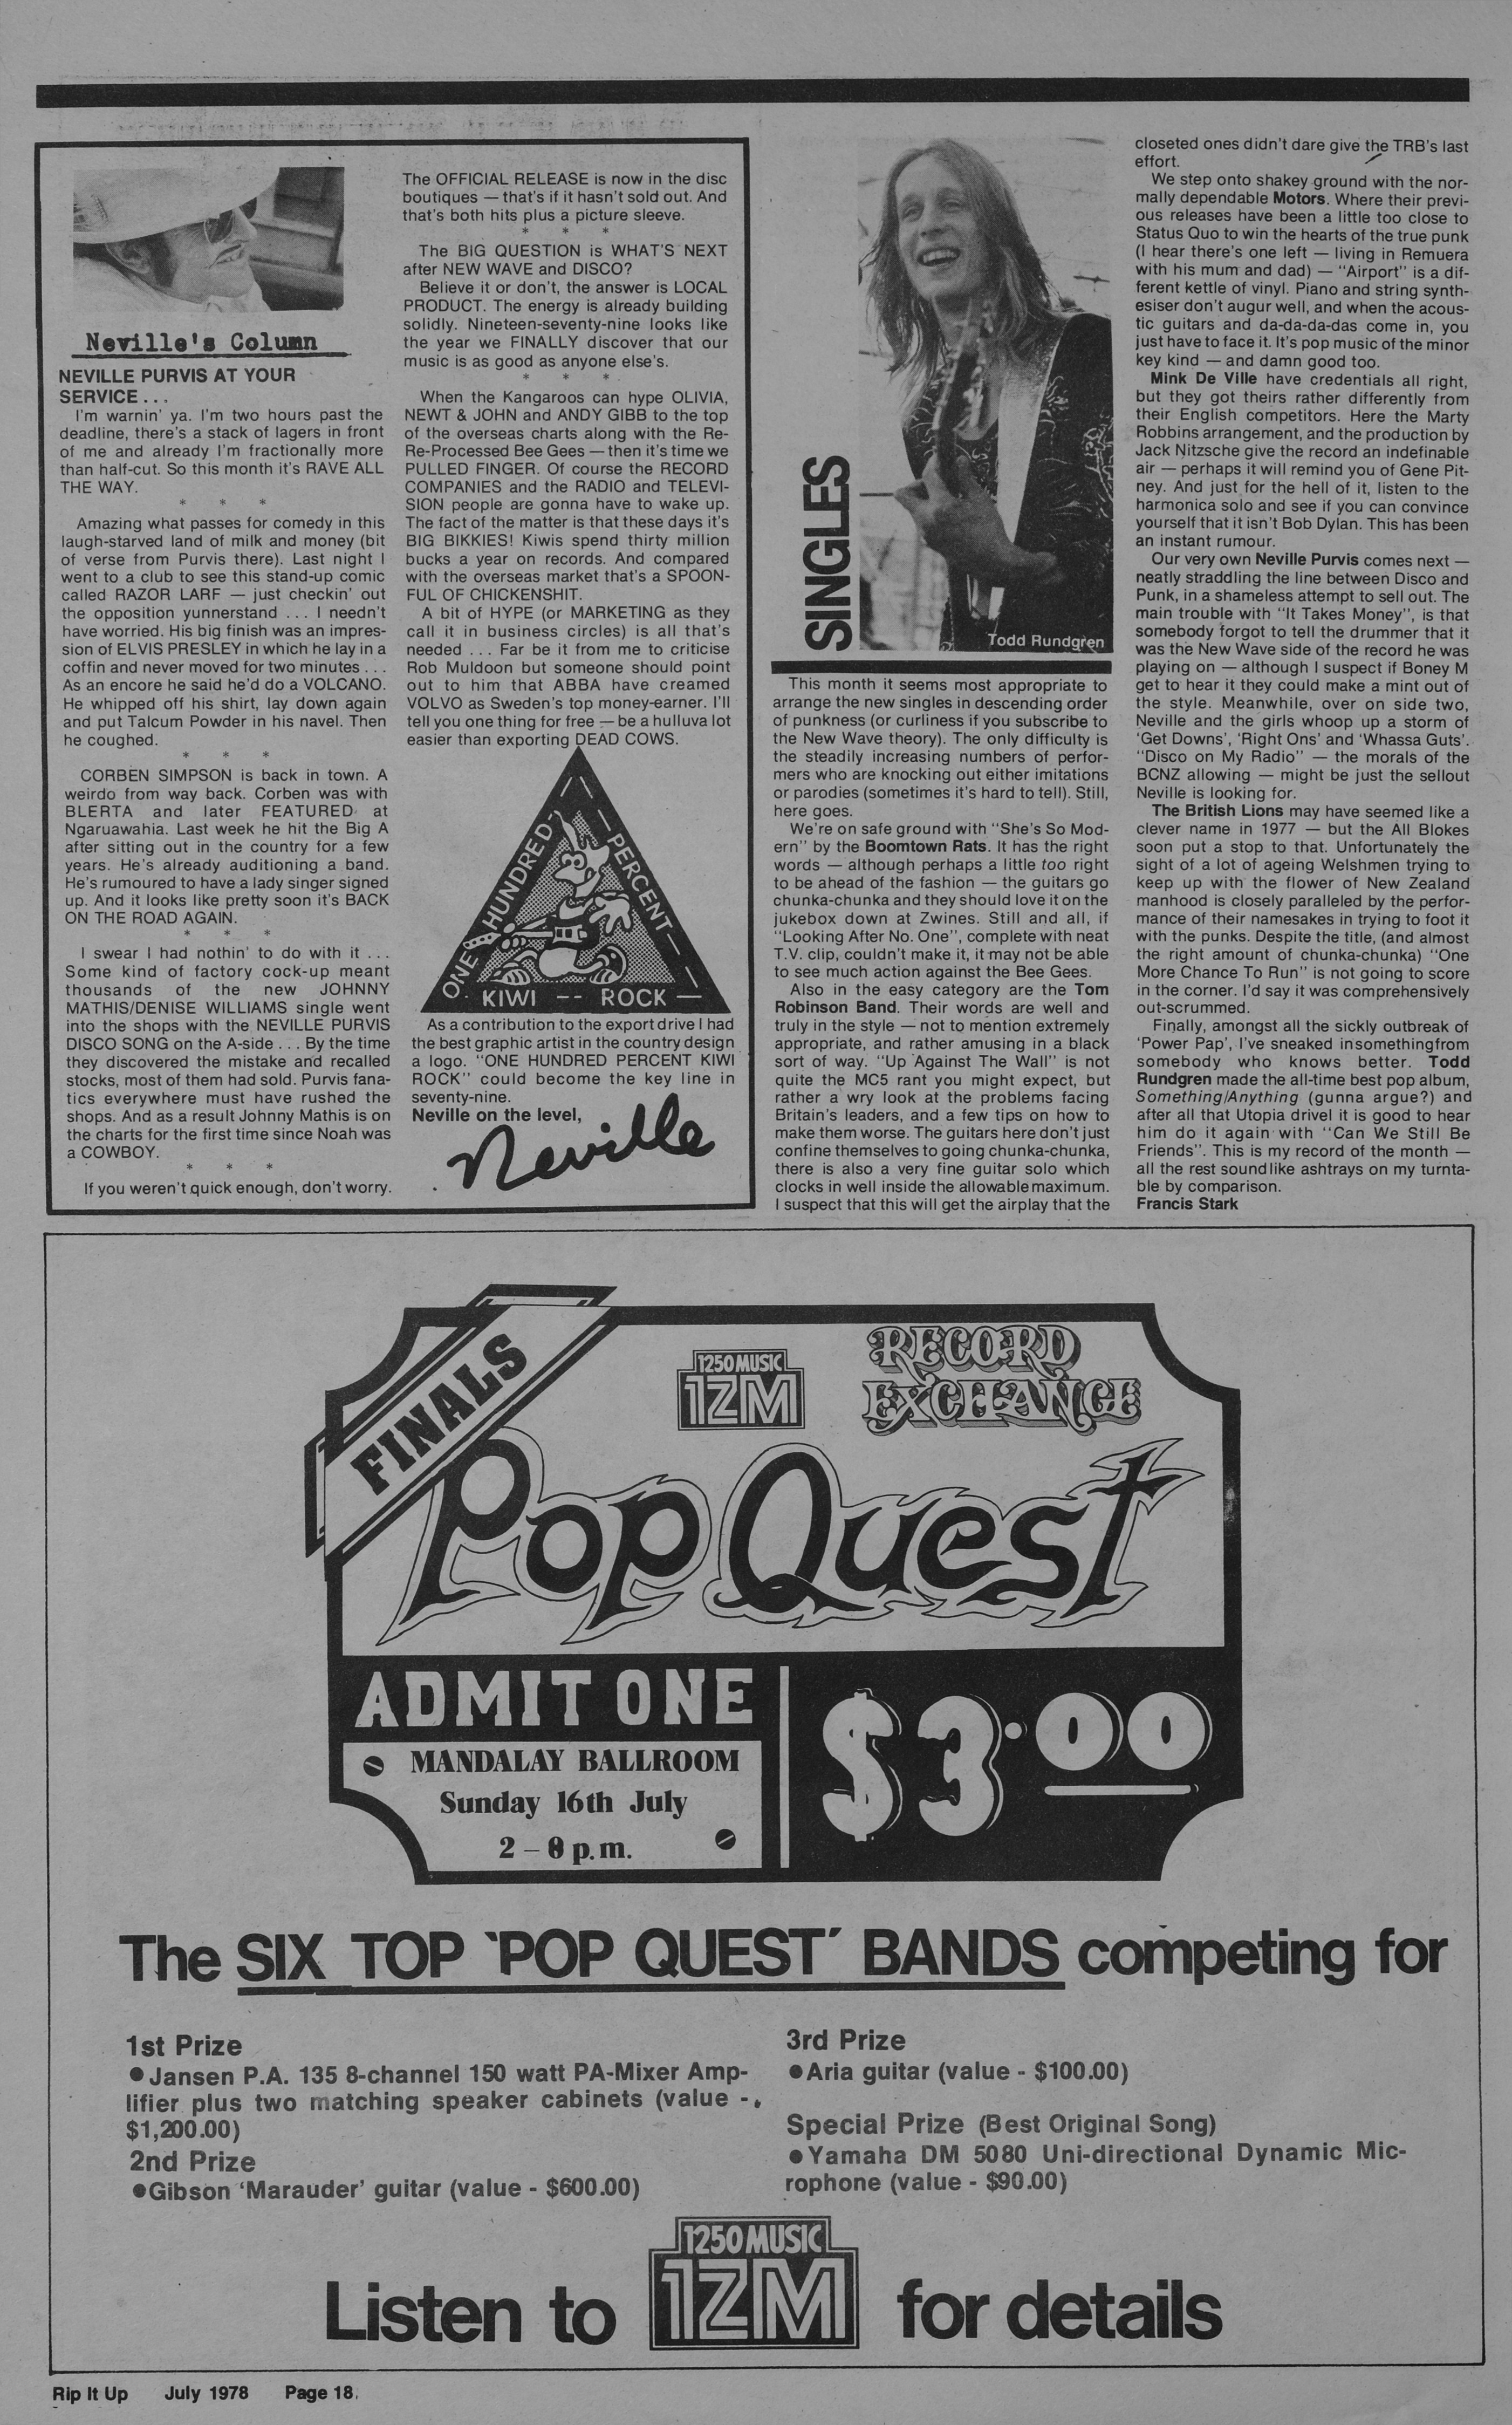 Neville's Column
NEVILLE PURVIS AT YOUR
SERVICE . . .
I'm warnin' ya. I'm two hours past the
deadline, there's a stack of lagers in front
of me and already I'm fractionally more
than half-cut. So this month it's RAVE ALL
THE WAY.
* * *
Amazing what passes for comedy in this
laugh-starved land of milk and money (bit
of verse from Purvis there). Last night I
went to a club to see this stand-up comic
called RAZOR LARF — just checkin' out
the opposition yunnerstand . . . I needn't
have worried. His big finish was an impres-
sion of ELVIS PRESLEY in which he lay in a
coffin and never moved for two minutes . . .
As an encore he said he'd do a VOLCANO.
He whipped off his shirt, lay down again
and put Talcum Powder in his navel. Then
he coughed.
* * *
CORBEN SIMPSON is back in town. A
weirdo from way back. Corben was with
BLERTA and later FEATURED at
Ngaruawahia. Last week he hit the Big A
after sitting out in the country for a few
years. He's already auditioning a band.
He's rumoured to have a lady singer signed
up. And it looks like pretty soon it's BACK
ON THE ROAD AGAIN.
* * *
I swear I had nothin' to do with it . . .
Some kind of factory cock-up meant
thousands of the new JOHNNY
MATHIS/DENISE WILLIAMS single went
into the shops with the NEVILLE PURVIS
DISCO SONG on the A-side . . . By the time
they discovered the mistake and recalled
stocks, most of them had sold. Purvis fana-
tics everywhere must have rushed the
shops. And as a result Johnny Mathis is on
the charts for the first time since Noah was
a COWBOY.
* * *
If you weren't quick enough, don't worry.
The OFFICIAL RELEASE is now in the disc
boutiques — that's if it hasn't sold out. And
that's both hits plus a picture sleeve.
* * *
The BIG QUESTION is WHAT'S NEXT
after NEW WAVE and DISCO?
Believe it or don't, the answer is LOCAL
PRODUCT. The energy is already building
solidly. Nineteen-seventy-nine looks like
the year we FINALLY discover that our
music is as good as anyone else's.
* * *
When the Kangaroos can hype OLIVIA,
NEWT & JOHN and ANDY GIBB to the top
of the overseas charts along with the Re-
Re-Processed Bee Gees — then it's time we
PULLED FINGER. Of course the RECORD
COMPANIES and the RADIO and TELEVI-
SION people are gonna have to wake up.
The fact of the matter is that these days it's
BIG BIKKIES! Kiwis spend thirty million
bucks a year on records. And compared
with the overseas market that's a SPOON-
FUL OF CHICKENSHIT.
A bit of HYPE (or MARKETING as they
call it in business circles) is all that's
needed . . . Far be it from me to criticise
Rob Muldoon but someone should point
out to him that ABBA have creamed
VOLVO as Sweden's top money-earner. I'll
tell you one thing for free — be a hulluva lot
easier than exporting DEAD COWS.
ONE HUNDRED PERCENT
KIWI -- ROCK
As a contribution to the export drive I had
the best graphic artist in the country design
a logo. "ONE HUNDRED PERCENT KIWI
ROCK" could become the key line in
seventy-nine.
Neville on the level,
Neville
SINGLES
Todd Rundgren
This month it seems most appropriate to
arrange the new singles in descending order
of punkness (or curliness if you subscribe to
the New Wave theory). The only difficulty is
the steadily increasing numbers of perfor-
mers who are knocking out either imitations
or parodies (sometimes it's hard to tell). Still,
here goes.
We're on safe ground with "She's So Mod-
ern" by the Boomtown Rats. It has the right
words — although perhaps a little too right
to be ahead of the fashion — the guitars go
chunka-chunka and they should love it on the
jukebox down at Zwines. Still and all, if
"Looking After No. One", complete with neat
T.V. clip, couldn't make it, it may not be able
to see much action against the Bee Gees.
Also in the easy category are the Tom
Robinson Band. Their words are well and
truly in the style — not to mention extremely
appropriate, and rather amusing in a black
sort of way. "Up Against The Wall" is not
quite the MC5 rant you might expect, but
rather a wry look at the problems facing
Britain's leaders, and a few tips on how to
make them worse. The guitars here don't just
confine themselves to going chunka-chunka,
there is also a very fine guitar solo which
clocks in well inside the allowable maximum.
I suspect that this will get the airplay that the
closeted ones didn't dare give the TRB's last
effort.
We step onto shakey ground with the nor-
mally dependable Motors. Where their previ-
ous releases have been a little too close to
Status Quo to win the hearts of the true punk
(I hear there's one left — living in Remuera
with his mum and dad) — "Airport" is a dif-
ferent kettle of vinyl. Piano and string synth-
esiser don't augur well, and when the acous-
tic guitars and da-da-da-das come in, you
just have to face it. It's pop music of the minor
key kind — and damn good too.
Mink De Ville have credentials all right,
but they got theirs rather differently from
their English competitors. Here the Marty
Robbins arrangement, and the production by
Jack Nitzsche give the record an indefinable
air — perhaps it will remind you of Gene Pit-
ney. And just for the hell of it, listen to the
harmonica solo and see if you can convince
yourself that it isn't Bob Dylan. This has been
an instant rumour.
Our very own Neville Purvis comes next —
neatly straddling the line between Disco and
Punk, in a shameless attempt to sell out. The
main trouble with "It Takes Money", is that
somebody forgot to tell the drummer that it
was the New Wave side of the record he was
playing on — although I suspect if Boney M
get to hear it they could make a mint out of
the style. Meanwhile, over on side two,
Neville and the girls whoop up a storm of
'Get Downs', 'Right Ons' and 'Whassa Guts'.
"Disco on My Radio" — the morals of the
BCNZ allowing — might be just the sellout
Neville is looking for.
The British Lions may have seemed like a
clever name in 1977 — but the All Blokes
soon put a stop to that. Unfortunately the
sight of a lot of ageing Welshmen trying to
keep up with the flower of New Zealand
manhood is closely paralleled by the perfor-
mance of their namesakes in trying to foot it
with the punks. Despite the title, (and almost
the right amount of chunka-chunka) "One
More Chance To Run" is not going to score
in the corner. I'd say it was comprehensively
out-scrummed.
Finally, amongst all the sickly outbreak of
'Power Pap', I've sneaked in something from
somebody who knows better. Todd
Rundgren made the all-time best pop album,
Something/Anything (gunna argue?) and
after all that Utopia drivel it is good to hear
him do it again with "Can We Still Be
Friends". This is my record of the month —
all the rest sound like ashtrays on my turnta-
ble by comparison.
Francis Stark
FINALS
1250 MUSIC
1ZM
RECORD
EXCHANGE
Pop Quest
ADMIT ONE
MANDALAY BALLROOM
Sunday 16th July
2 – 8 p.m.
$3.00
The SIX TOP 'POP QUEST' BANDS competing for
1st Prize
●Jansen P.A. 135 8-channel 150 watt PA-Mixer Amp-
lifier plus two matching speaker cabinets (value -
$1,200.00)
2nd Prize
●Gibson 'Marauder' guitar (value - $600.00)
3rd Prize
●Aria guitar (value - $100.00)
Special Prize (Best Original Song)
●Yamaha DM 5080 Uni-directional Dynamic Mic-
rophone (value - $90.00)
Listen to 1250 MUSIC 1ZM for details
Rip It Up July 1978 Page 18